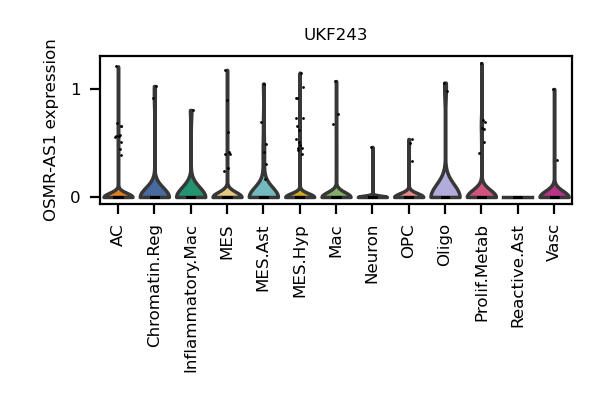 UKF243
OSMR-AS1 expression
1
0
AC
Chromatin.Reg
Inflammatory.Mac
MES
MES.Ast
MES.Hyp
Mac
Neuron
OPC
Oligo
Prolif.Metab
Reactive.Ast
Vasc